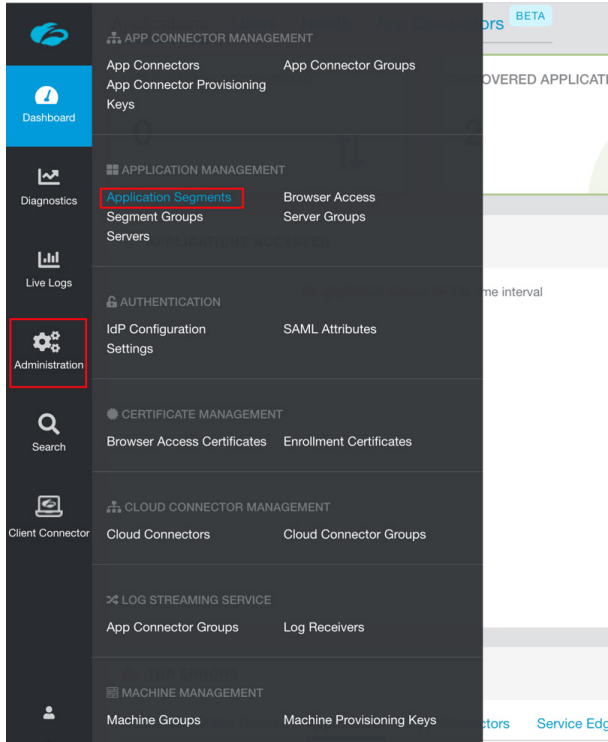 ors BETA
APP CONNECTOR MANAGEMENT
App Connectors
App Connector Groups
App Connector Provisioning
Keys
OVERED APPLICATI
Dashboard
0
2
APPLICATION MANAGEMENT
Diagnostics
Application Segments
Browser Access
Segment Groups
Server Groups
Servers
Live Logs
me interval
AUTHENTICATION
IdP Configuration
SAML Attributes
Settings
Administration
CERTIFICATE MANAGEMENT
Browser Access Certificates
Enrollment Certificates
Search
CLOUD CONNECTOR MANAGEMENT
Client Connector
Cloud Connectors
Cloud Connector Groups
LOG STREAMING SERVICE
App Connector Groups
Log Receivers
MACHINE MANAGEMENT
Machine Groups
Machine Provisioning Keys
ctors
Service Edg